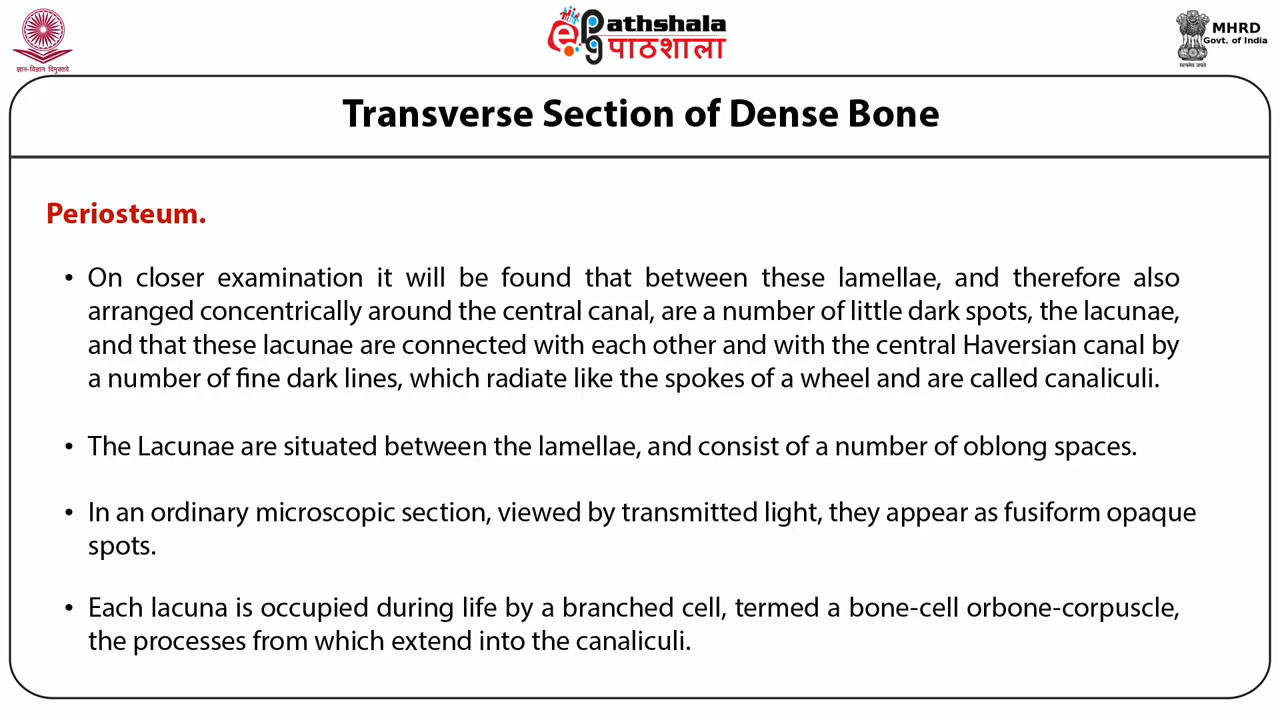 ज्ञान-विज्ञान विमुक्तये
ePathshala
पाठशाला
MHRD
Govt. of India
सत्यमेव जयते
Transverse Section of Dense Bone
Periosteum.
• On closer examination it will be found that between these lamellae, and therefore also
arranged concentrically around the central canal, are a number of little dark spots, the lacunae,
and that these lacunae are connected with each other and with the central Haversian canal by
a number of fine dark lines, which radiate like the spokes of a wheel and are called canaliculi.
• The Lacunae are situated between the lamellae, and consist of a number of oblong spaces.
• In an ordinary microscopic section, viewed by transmitted light, they appear as fusiform opaque
spots.
• Each lacuna is occupied during life by a branched cell, termed a bone-cell orbone-corpuscle,
the processes from which extend into the canaliculi.